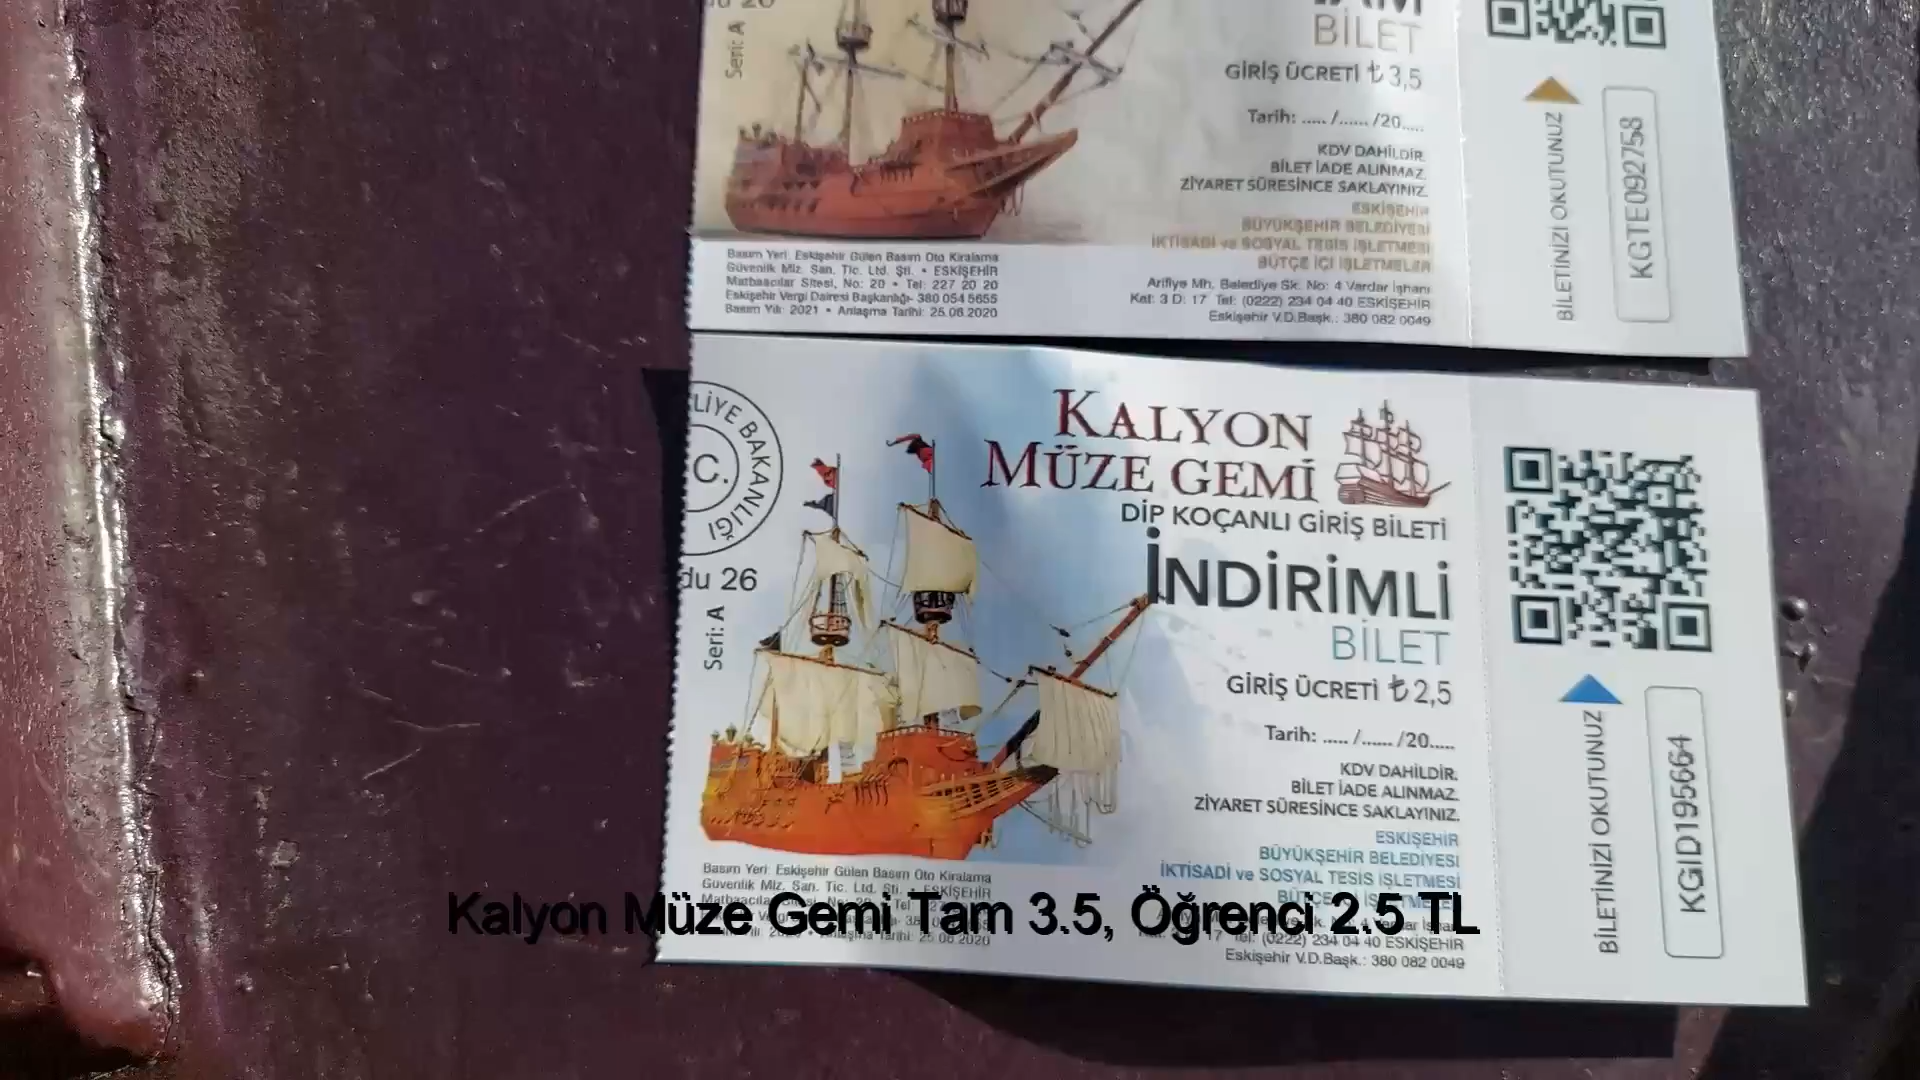 Seri: A
BİLET
GİRİŞ ÜCRETİ ₺ 3,5
Tarih: ..... /...... /20.....
KDV DAHİLDİR.
BİLET İADE ALINMAZ.
ZİYARET SÜRESİNCE SAKLAYINIZ.
ESKİŞEHİR
BÜYÜKŞEHİR BELEDİYESİ
İKTİSADİ ve SOSYAL TESİS İŞLETMESİ
BÜTÇE İÇİ İŞLETMELER
Arifiye Mh. Belediye Sk. No: 4 Vardar İşhanı
Kat: 3 D: 17 Tel: (0222) 234 04 40 ESKİŞEHİR
Eskişehir V.D.Başk.: 380 082 0049
Basım Yeri: Eskişehir Gülen Basım Oto Kiralama
Güvenlik Mlz. San. Tic. Ltd. Şti. • ESKİŞEHİR
Matbaacılar Sitesi, No: 20 • Tel: 227 20 20
Eskişehir Vergi Dairesi Başkanlığı- 380 054 5655
Basım Yılı: 2021 • Anlaşma Tarihi: 25.06.2020
BİLETİNİZİ OKUTUNUZ
KGTE092758
LİYE BAKANLIĞI
C.
du 26
Seri: A
KALYON
MÜZE GEMİ
DİP KOÇANLI GİRİŞ BİLETİ
İNDİRİMLİ
BİLET
GİRİŞ ÜCRETİ ₺ 2,5
Tarih: ..... /...... /20.....
KDV DAHİLDİR.
BİLET İADE ALINMAZ.
ZİYARET SÜRESİNCE SAKLAYINIZ.
ESKİŞEHİR
BÜYÜKŞEHİR BELEDİYESİ
İKTİSADİ ve SOSYAL TESİS İŞLETMESİ
(0222) 234 04 40 ESKİŞEHİR
Eskişehir V.D.Başk.: 380 082 0049
Basım Yeri: Eskişehir Gülen Basım Oto Kiralama
Güvenlik Mlz. San. Tic. Ltd. Şti. • ESKİŞEHİR
BİLETİNİZİ OKUTUNUZ
KGID195664
Kalyon Müze Gemi Tam 3.5, Öğrenci 2.5 TL